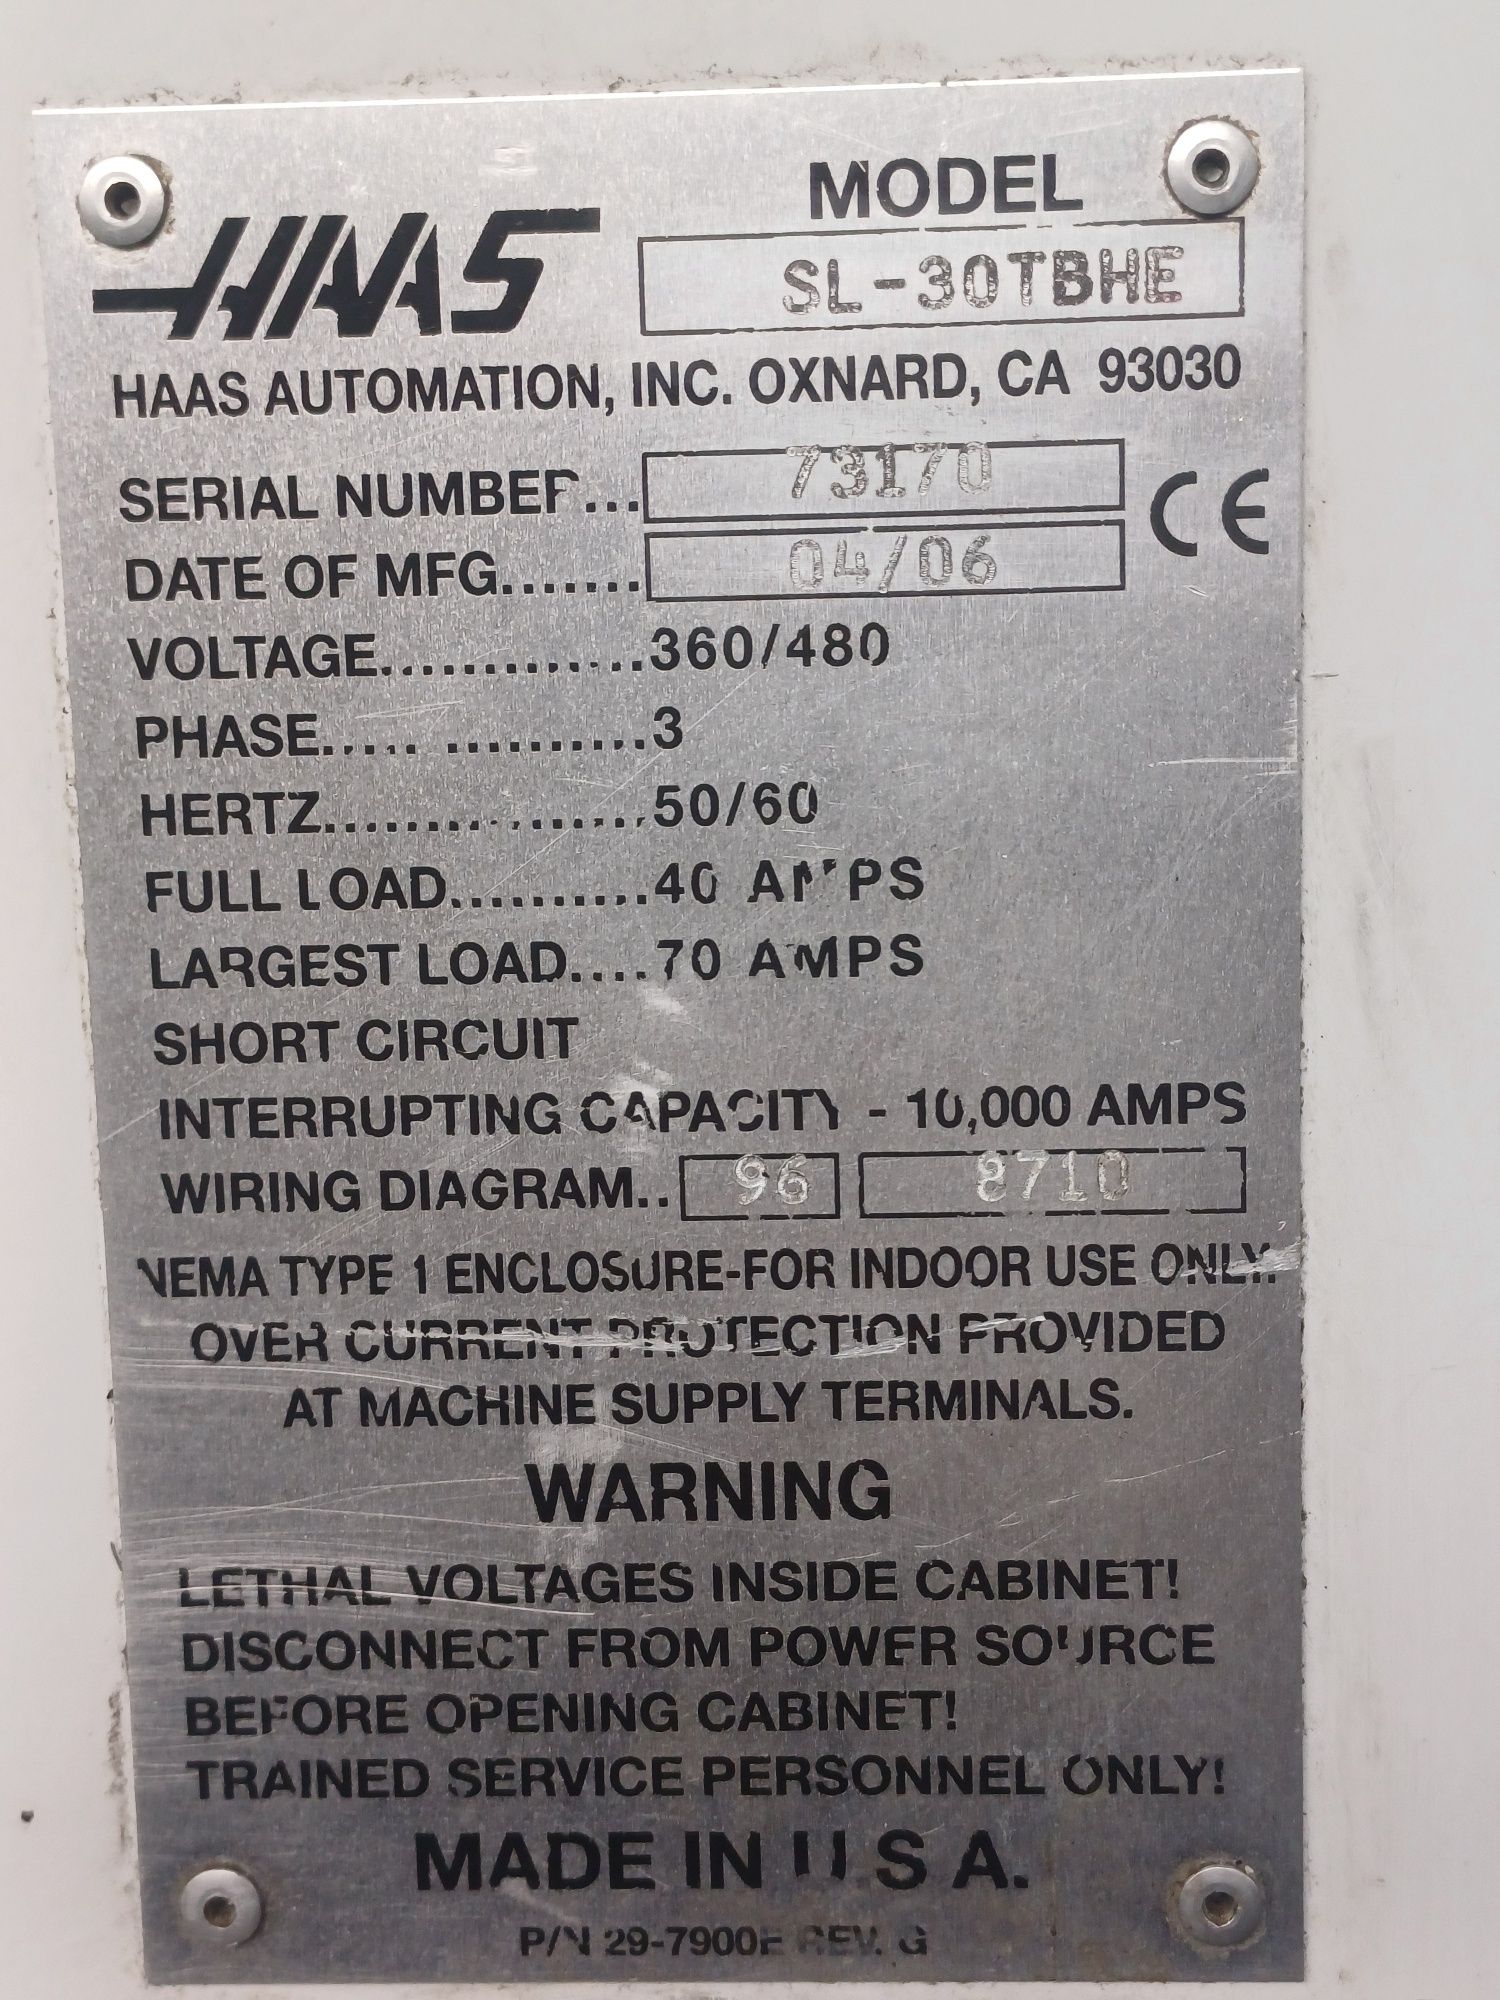 HAAS
MODEL
SL-30TBHE
HAAS AUTOMATION, INC. OXNARD, CA 93030
SERIAL NUMBER... 73170 CE
DATE OF MFG....... 04/06
VOLTAGE.............360/480
PHASE..... ..........3
HERTZ................50/60
FULL LOAD..........40 AMPS
LARGEST LOAD....70 AMPS
SHORT CIRCUIT
INTERRUPTING CAPACITY - 10,000 AMPS
WIRING DIAGRAM.. 96 8710
NEMA TYPE 1 ENCLOSURE-FOR INDOOR USE ONLY.
OVER CURRENT PROTECTION PROVIDED
AT MACHINE SUPPLY TERMINALS.
WARNING
LETHAL VOLTAGES INSIDE CABINET!
DISCONNECT FROM POWER SOURCE
BEFORE OPENING CABINET!
TRAINED SERVICE PERSONNEL ONLY!
MADE IN U.S.A.
P/N 29-7900E REV. G